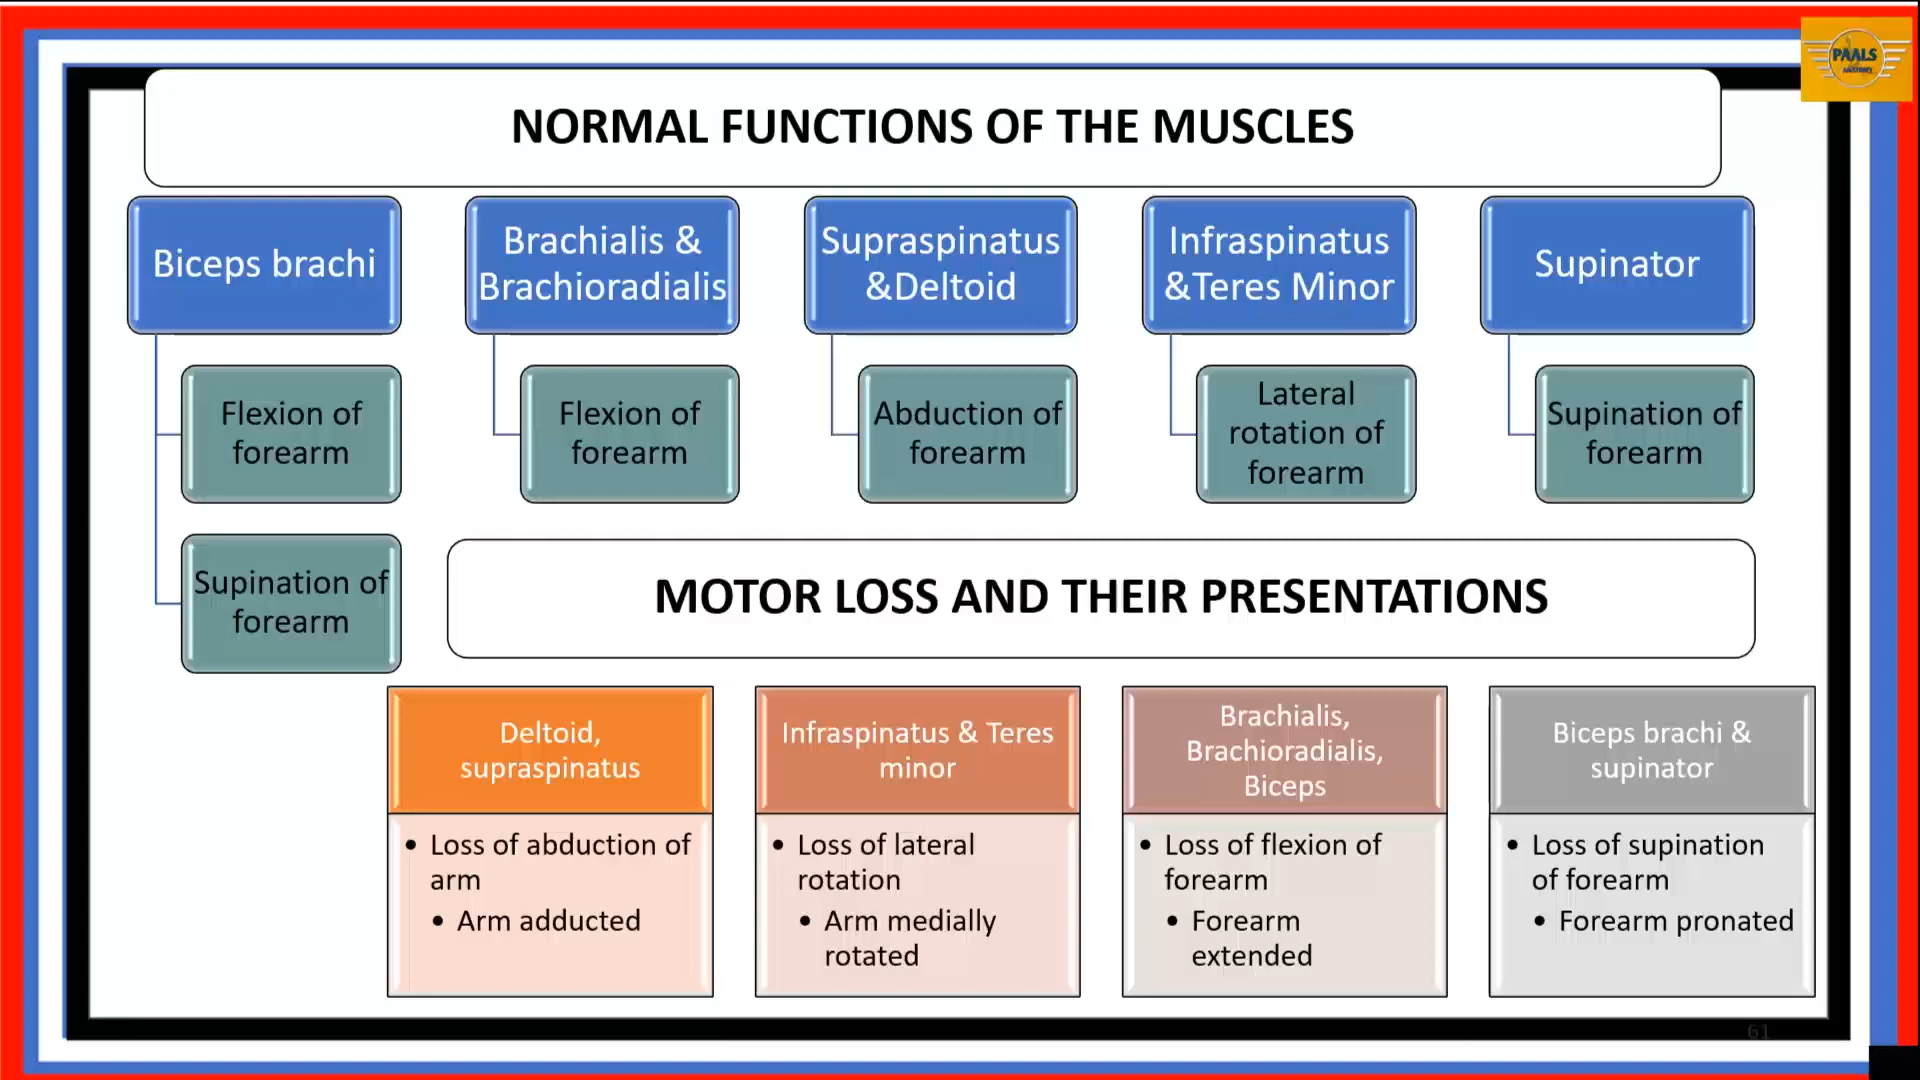 PAALS
ANATOMY
NORMAL FUNCTIONS OF THE MUSCLES
Biceps brachi
Flexion of
forearm
Supination of
forearm
Brachialis &
Brachioradialis
Flexion of
forearm
Supraspinatus
&Deltoid
Abduction of
forearm
Infraspinatus
&Teres Minor
Lateral
rotation of
forearm
Supinator
Supination of
forearm
MOTOR LOSS AND THEIR PRESENTATIONS
Deltoid,
supraspinatus
• Loss of abduction of
arm
• Arm adducted
Infraspinatus & Teres
minor
• Loss of lateral
rotation
• Arm medially
rotated
Brachialis,
Brachioradialis,
Biceps
• Loss of flexion of
forearm
• Forearm
extended
Biceps brachi &
supinator
• Loss of supination
of forearm
• Forearm pronated
61